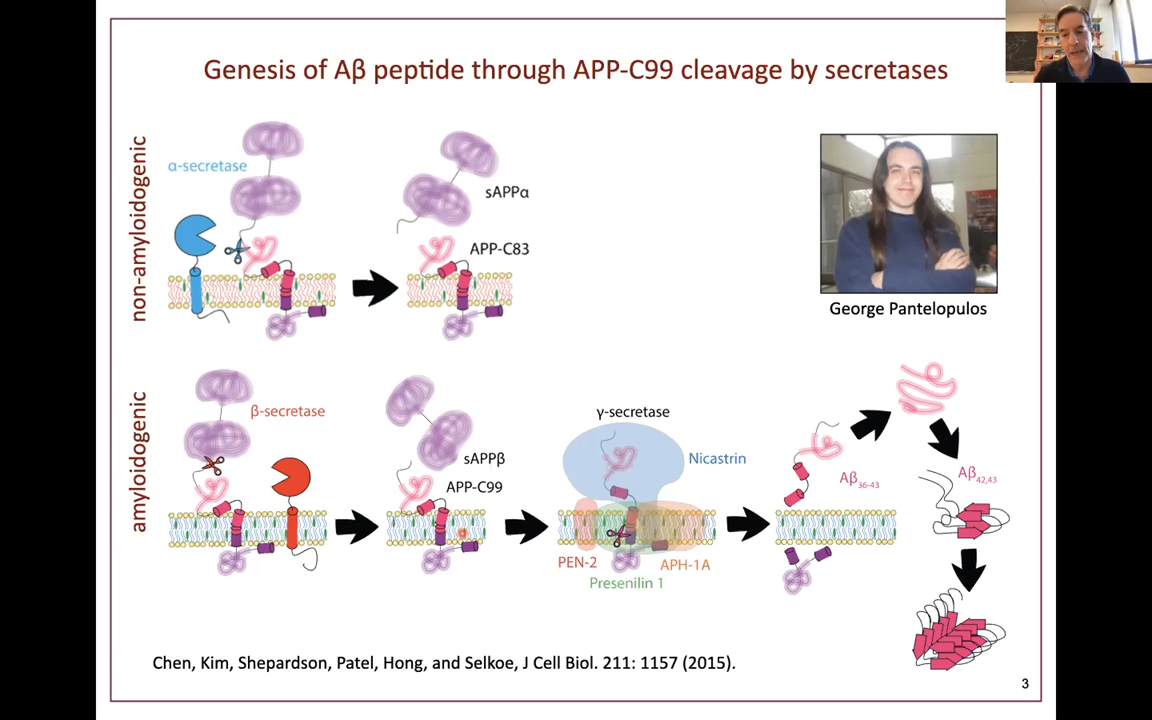 Genesis of Aβ peptide through APP-C99 cleavage by secretases
non-amyloidogenic
α-secretase
sAPPα
APP-C83
George Pantelopulos
amyloidogenic
β-secretase
sAPPβ
APP-C99
γ-secretase
Nicastrin
PEN-2
APH-1A
Presenilin 1
Aβ36-43
Aβ42,43
Chen, Kim, Shepardson, Patel, Hong, and Selkoe, J Cell Biol. 211: 1157 (2015).
3